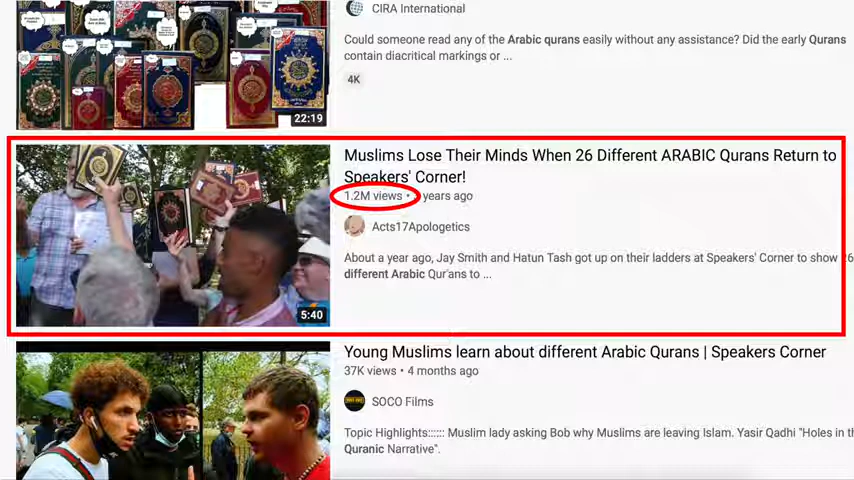 CIRA International
Could someone read any of the Arabic qurans easily without any assistance? Did the early Qurans
contain diacritical markings or ...
4K
22:19
Muslims Lose Their Minds When 26 Different ARABIC Qurans Return to
Speakers' Corner!
1.2M views • years ago
Acts17Apologetics
About a year ago, Jay Smith and Hatun Tash got up on their ladders at Speakers' Corner to show 26
different Arabic Qur'ans to ...
5:40
Young Muslims learn about different Arabic Qurans | Speakers Corner
37K views • 4 months ago
SOCO Films
Topic Highlights:::::: Muslim lady asking Bob why Muslims are leaving Islam. Yasir Qadhi "Holes in th
Quranic Narrative".